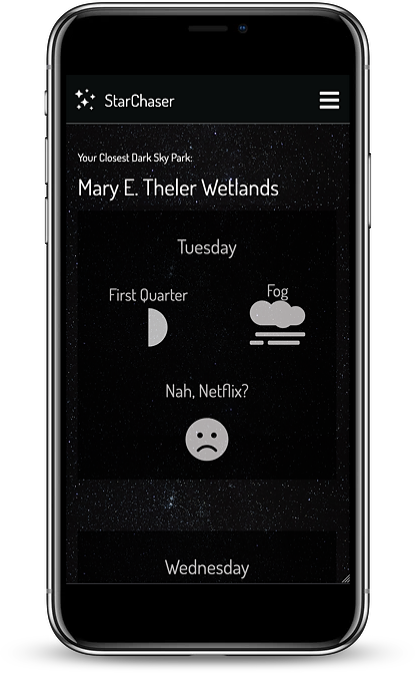 StarChaser
Your Closest Dark Sky Park:
Mary E. Theler Wetlands
Tuesday
First Quarter
Fog
Nah, Netflix?
Wednesday